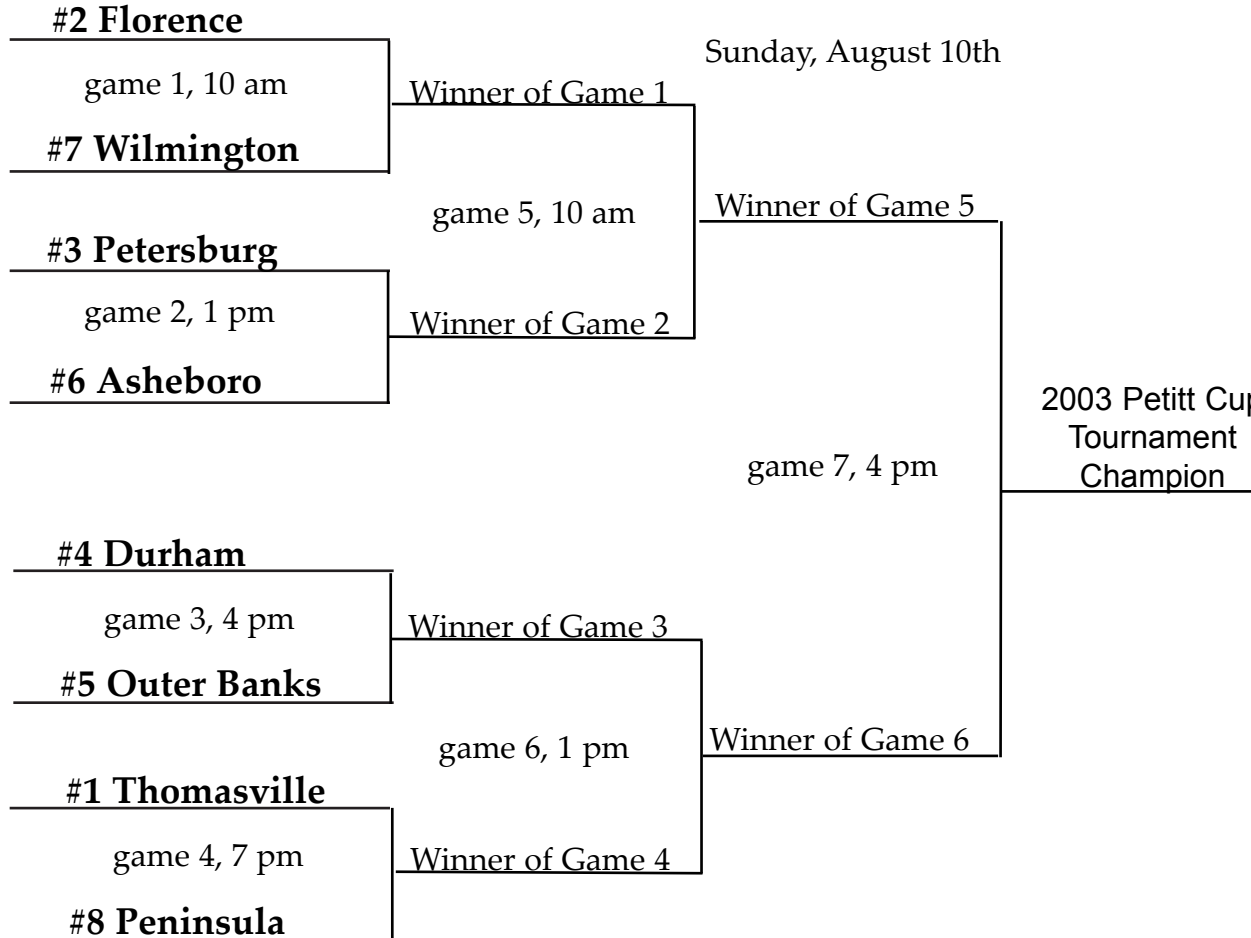 #2 Florence
game 1, 10 am
#7 Wilmington
#3 Petersburg
game 2, 1 pm
#6 Asheboro
#4 Durham
game 3, 4 pm
#5 Outer Banks
#1 Thomasville
game 4, 7 pm
#8 Peninsula
Winner of Game 1
game 5, 10 am
Winner of Game 2
Winner of Game 3
game 6, 1 pm
Winner of Game 4
Sunday, August 10th
Winner of Game 5
game 7, 4 pm
Winner of Game 6
2003 Petitt Cup
Tournament
Champion